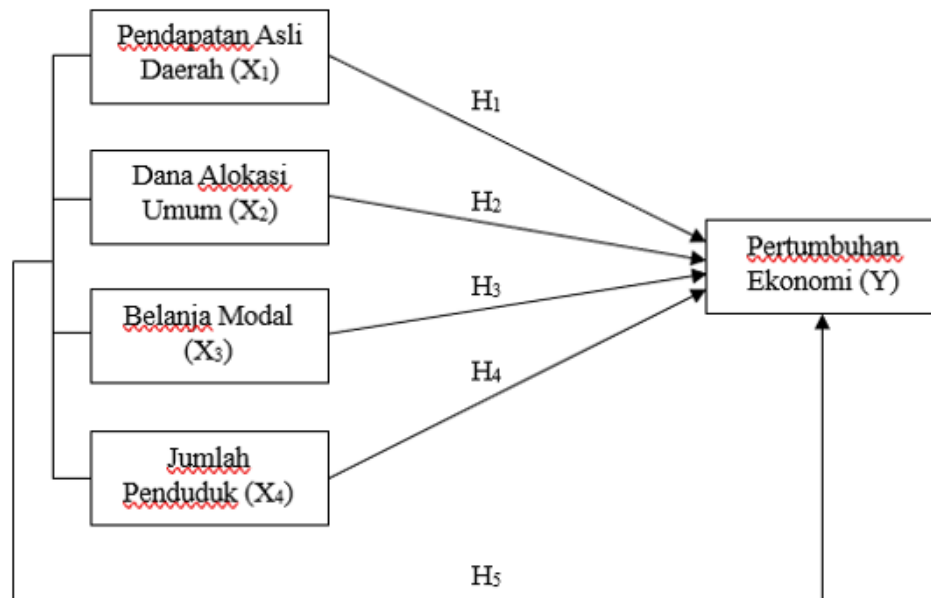 Pendapatan Asli
Daerah (X₁)
H₁
Dana Alokasi
Umum (X₂)
H₂
Pertumbuhan
Ekonomi (Y)
Belanja Modal
(X₃)
H₃
H₄
Jumlah
Penduduk (X₄)
H₅